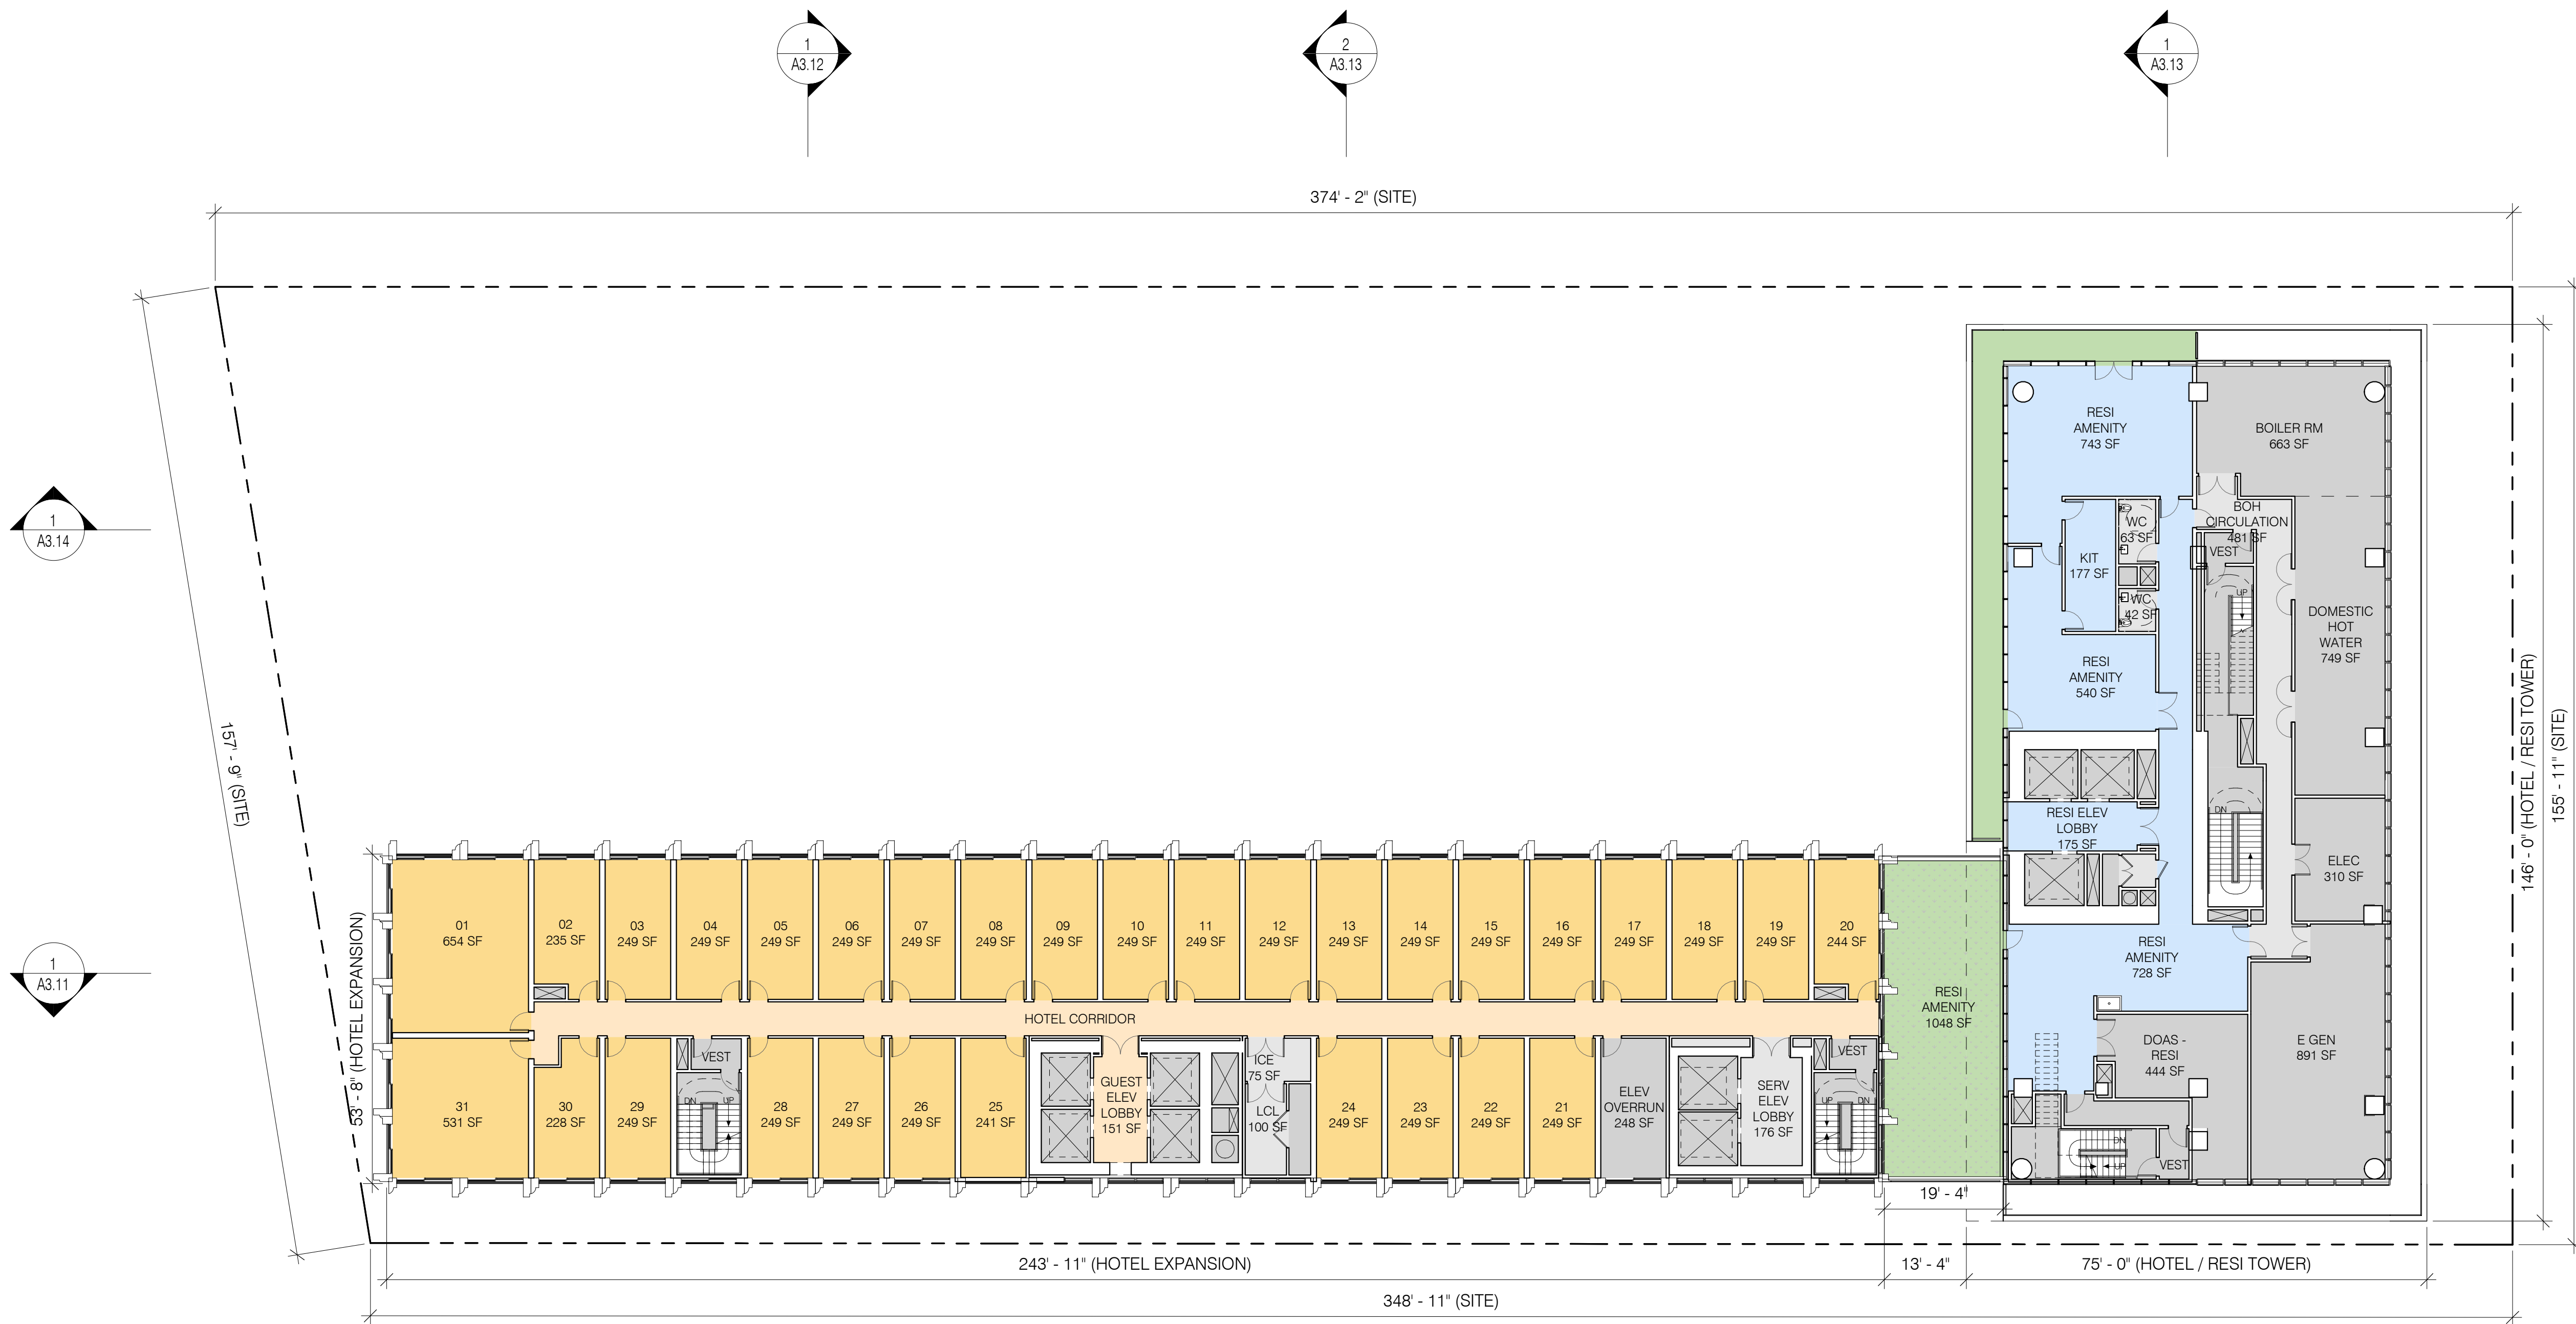 1
A3.12
2
A3.13
1
A3.13
374' - 2" (SITE)
1
A3.14
1
A3.11
157' - 9" (SITE)
53' - 8" (HOTEL EXPANSION)
RESI
AMENITY
743 SF
BOILER RM
663 SF
BOH
CIRCULATION
481 SF
WC
63 SF
VEST
KIT
177 SF
WC
42 SF
UP
DOMESTIC
HOT
WATER
749 SF
RESI
AMENITY
540 SF
RESI ELEV
LOBBY
175 SF
DN
ELEC
310 SF
RESI
AMENITY
728 SF
DOAS -
RESI
444 SF
E GEN
891 SF
DN
UP
VEST
146' - 0" (HOTEL / RESI TOWER)
155' - 11" (SITE)
01
654 SF
02
235 SF
03
249 SF
04
249 SF
05
249 SF
06
249 SF
07
249 SF
08
249 SF
09
249 SF
10
249 SF
11
249 SF
12
249 SF
13
249 SF
14
249 SF
15
249 SF
16
249 SF
17
249 SF
18
249 SF
19
249 SF
20
244 SF
RESI
AMENITY
1048 SF
HOTEL CORRIDOR
31
531 SF
30
228 SF
29
249 SF
VEST
DN
UP
28
249 SF
27
249 SF
26
249 SF
25
241 SF
GUEST
ELEV
LOBBY
151 SF
ICE
75 SF
LCL
100 SF
24
249 SF
23
249 SF
22
249 SF
21
249 SF
ELEV
OVERRUN
248 SF
SERV
ELEV
LOBBY
176 SF
VEST
UP
DN
19' - 4"
243' - 11" (HOTEL EXPANSION)
13' - 4"
75' - 0" (HOTEL / RESI TOWER)
348' - 11" (SITE)